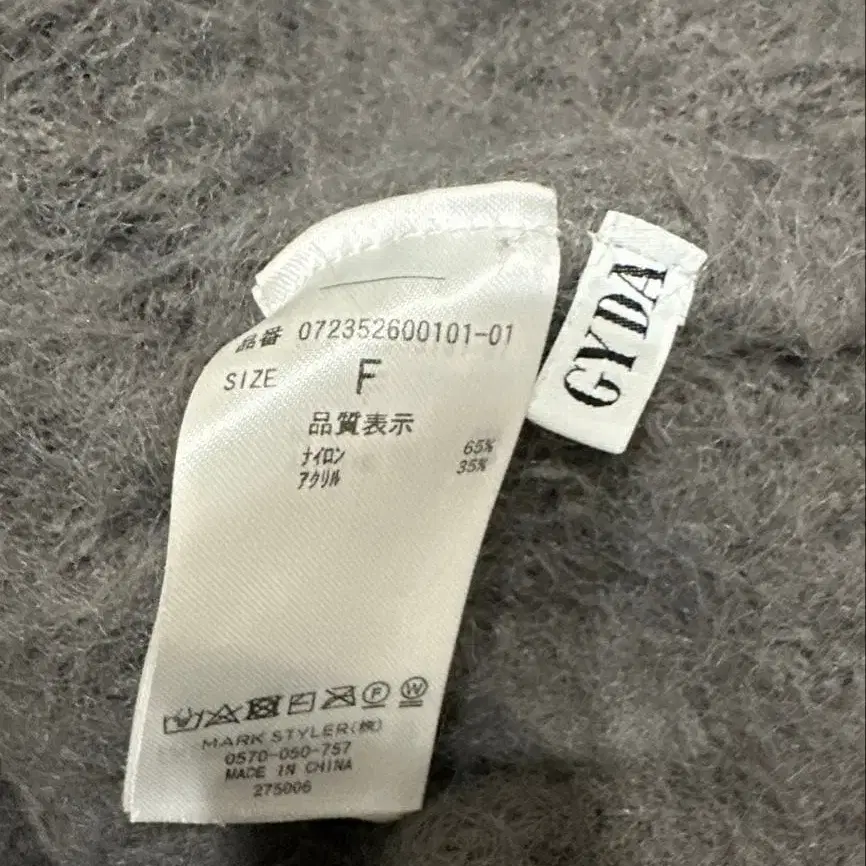 品番 072352600101-01
SIZE F
品質表示
ナイロン 65%
アクリル 35%
P W
MARK STYLER(株)
0570-050-757
MADE IN CHINA
275006
GYDA